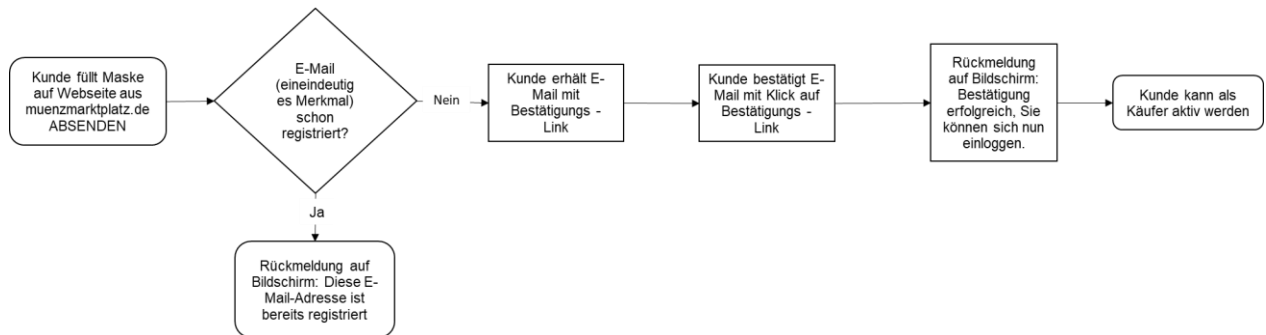 Kunde füllt Maske
auf Webseite aus
muenzmarktplatz.de
ABSENDEN
E-Mail
(eineindeutig
es Merkmal)
schon
registriert?
Nein
Kunde erhält E-
Mail mit
Bestätigungs -
Link
Kunde bestätigt E-
Mail mit Klick auf
Bestätigungs -
Link
Rückmeldung
auf Bildschirm:
Bestätigung
erfolgreich, Sie
können sich nun
einloggen.
Kunde kann als
Käufer aktiv werden
Ja
Rückmeldung auf
Bildschirm: Diese E-
Mail-Adresse ist
bereits registriert